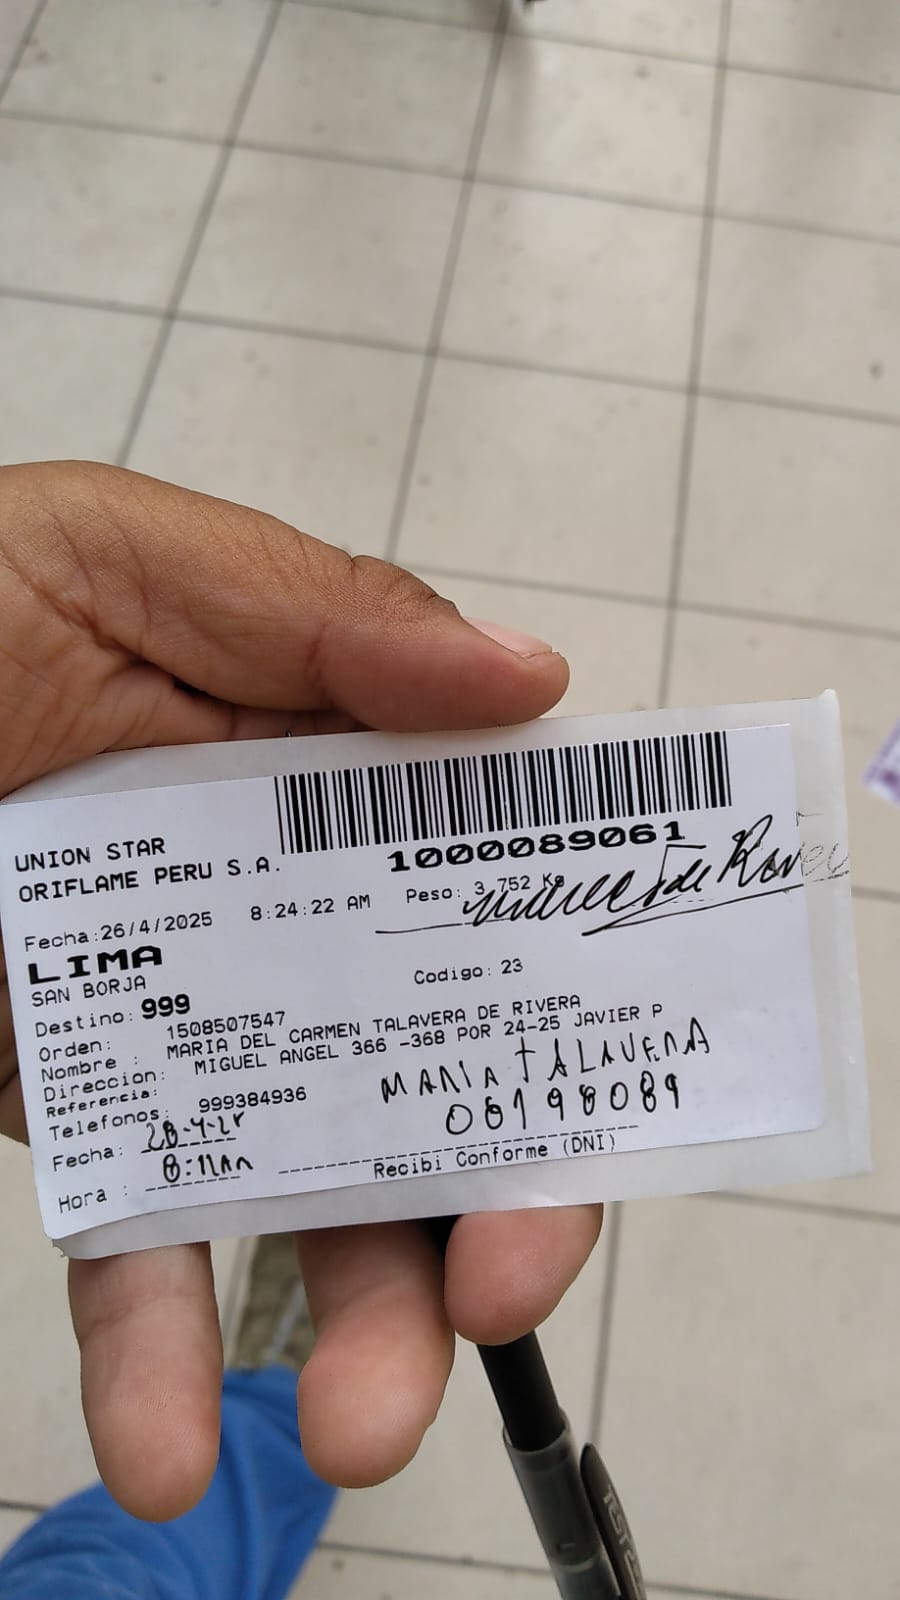 UNION STAR
ORIFLAME PERU S.A.
1000089061
Fecha:26/4/2025 8:24:22 AM Peso: 3,752 Kg
LIMA
SAN BORJA Codigo: 23
Destino: 999
Orden: 1508507547
Nombre : MARIA DEL CARMEN TALAVERA DE RIVERA
Direccion: MIGUEL ANGEL 366 -368 POR 24-25 JAVIER P
Referencia:
Telefonos: 999384936
MARIA TALAVERA
Fecha: 28-4-25
08198089
Hora : 8:11AM
Recibi Conforme (DNI)